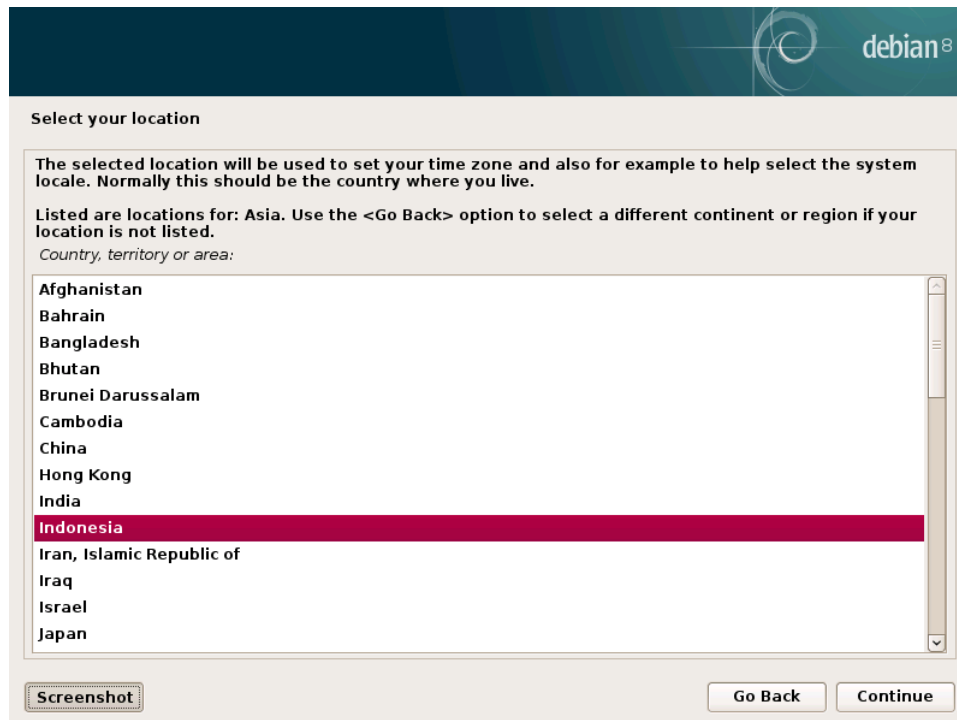 debian 8
Select your location
The selected location will be used to set your time zone and also for example to help select the system
locale. Normally this should be the country where you live.
Listed are locations for: Asia. Use the <Go Back> option to select a different continent or region if your
location is not listed.
Country, territory or area:
Afghanistan
Bahrain
Bangladesh
Bhutan
Brunei Darussalam
Cambodia
China
Hong Kong
India
Indonesia
Iran, Islamic Republic of
Iraq
Israel
Japan
Screenshot
Go Back
Continue